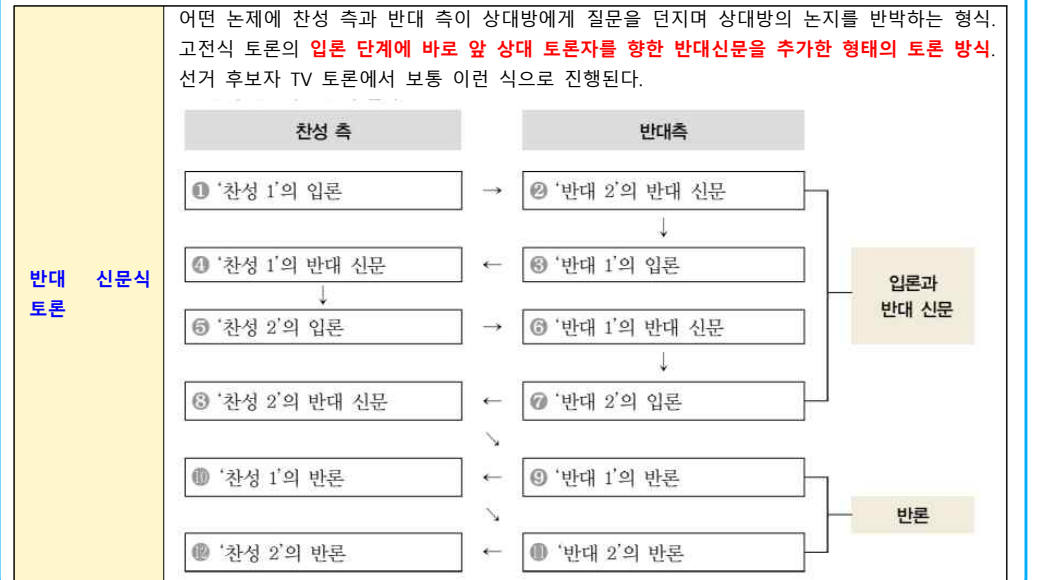 어떤 논제에 찬성 측과 반대 측이 상대방에게 질문을 던지며 상대방의 논지를 반박하는 형식.
고전식 토론의 입론 단계에 바로 앞 상대 토론자를 향한 반대신문을 추가한 형태의 토론 방식.
선거 후보자 TV 토론에서 보통 이런 식으로 진행된다.
반대 신문식
토론
찬성 측
반대측
❶ ‘찬성 1’의 입론 → ❷ ‘반대 2’의 반대 신문
↓
❹ ‘찬성 1’의 반대 신문 ← ❸ ‘반대 1’의 입론
↓
❺ ‘찬성 2’의 입론 → ❻ ‘반대 1’의 반대 신문
↓
❽ ‘찬성 2’의 반대 신문 ← ❼ ‘반대 2’의 입론
↘
❿ ‘찬성 1’의 반론 ← ❾ ‘반대 1’의 반론
↘
⓬ ‘찬성 2’의 반론 ← ⓫ ‘반대 2’의 반론
입론과
반대 신문
반론